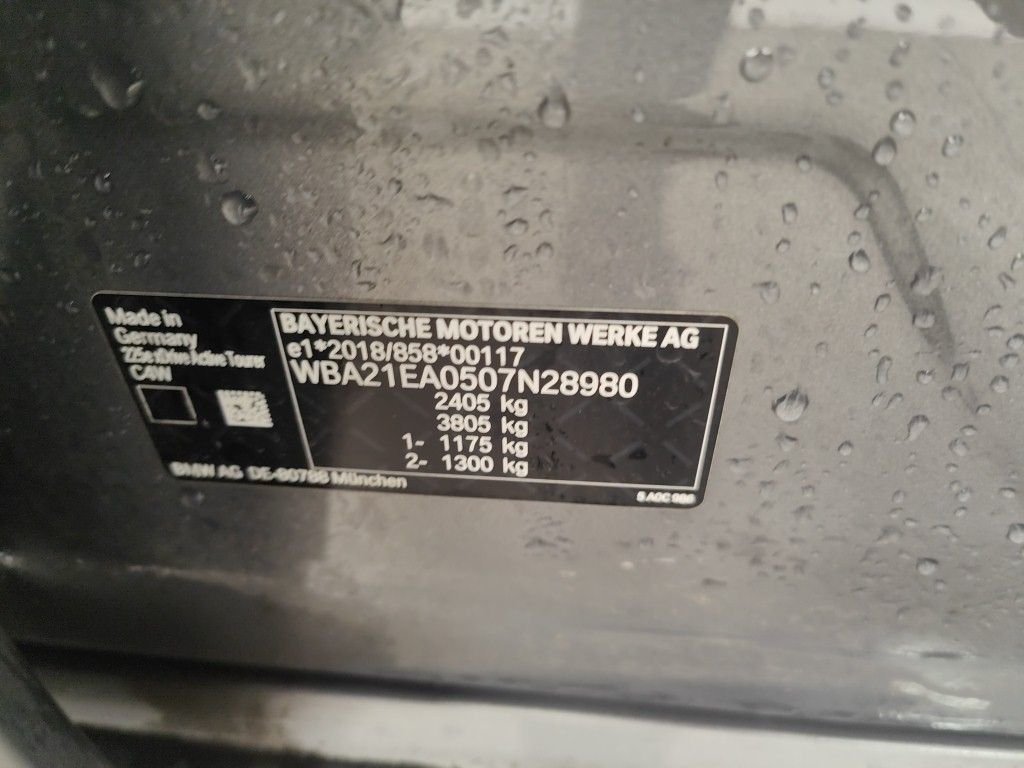 Made in
Germany
225e xDrive Active Tourer
C4W
BAYERISCHE MOTOREN WERKE AG
e1*2018/858*00117
WBA21EA0507N28980
2405 kg
3805 kg
1- 1175 kg
2- 1300 kg
BMW AG DE-80788 München